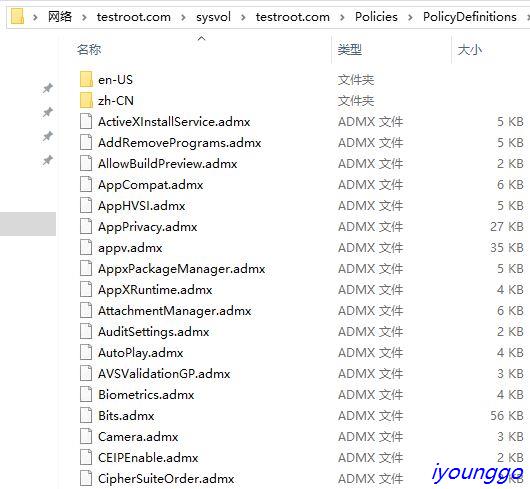 网络 › testroot.com › sysvol › testroot.com › Policies › PolicyDefinitions ›
名称 类型 大小
en-US 文件夹
zh-CN 文件夹
ActiveXInstallService.admx ADMX 文件 5 KB
AddRemovePrograms.admx ADMX 文件 5 KB
AllowBuildPreview.admx ADMX 文件 2 KB
AppCompat.admx ADMX 文件 6 KB
AppHVSI.admx ADMX 文件 5 KB
AppPrivacy.admx ADMX 文件 27 KB
appv.admx ADMX 文件 35 KB
AppxPackageManager.admx ADMX 文件 5 KB
AppXRuntime.admx ADMX 文件 4 KB
AttachmentManager.admx ADMX 文件 6 KB
AuditSettings.admx ADMX 文件 2 KB
AutoPlay.admx ADMX 文件 4 KB
AVSValidationGP.admx ADMX 文件 3 KB
Biometrics.admx ADMX 文件 4 KB
Bits.admx ADMX 文件 56 KB
Camera.admx ADMX 文件 3 KB
CEIPEnable.admx ADMX 文件 2 KB
CipherSuiteOrder.admx ADMX 文件 KB
iyounggo